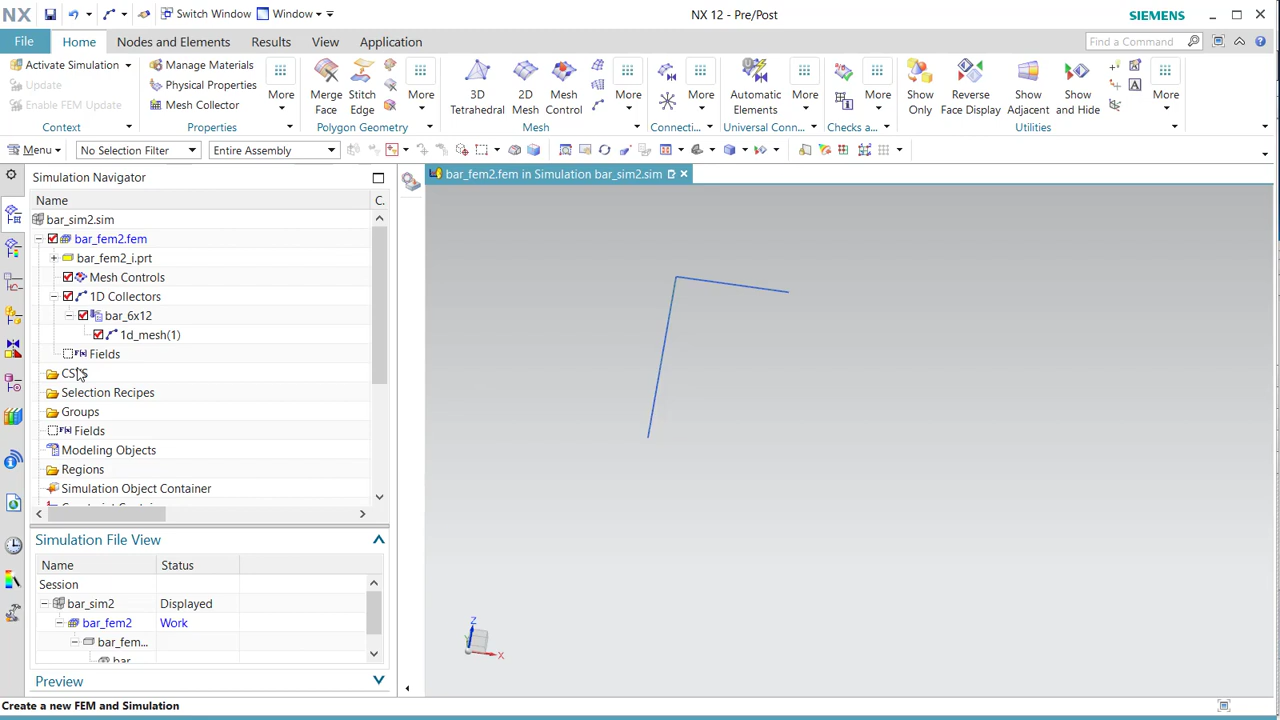 NX Switch Window Window NX 12 - Pre/Post SIEMENS
File Home Nodes and Elements Results View Application Find a Command
Activate Simulation
Update
Enable FEM Update
Context
Manage Materials
Physical Properties
Mesh Collector
More
Properties
Merge Face
Stitch Edge
More
Polygon Geometry
3D Tetrahedral
2D Mesh
Mesh Control
More
Mesh
More
Connecti...
Automatic Elements
More
Universal Conn...
More
Checks a...
Show Only
Reverse Face Display
Show Adjacent
Show and Hide
More
Utilities
Menu No Selection Filter Entire Assembly
Simulation Navigator
Name C.
bar_sim2.sim
bar_fem2.fem
bar_fem2_i.prt
Mesh Controls
1D Collectors
bar_6x12
1d_mesh(1)
Fields
Selection Recipes
Groups
Fields
Modeling Objects
Regions
Simulation Object Container
Simulation File View
Name Status
Session
bar_sim2 Displayed
bar_fem2 Work
bar_fem...
bar
Preview
bar_fem2.fem in Simulation bar_sim2.sim
Z
X
Create a new FEM and Simulation